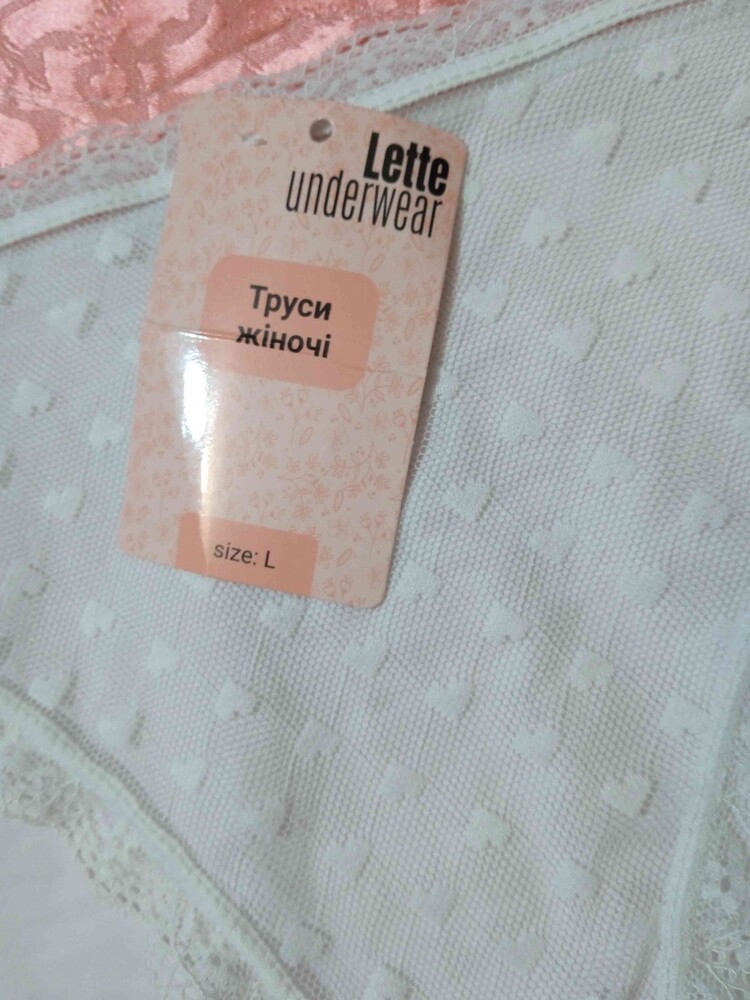 Lette
underwear
Труси
жіночі
size: L